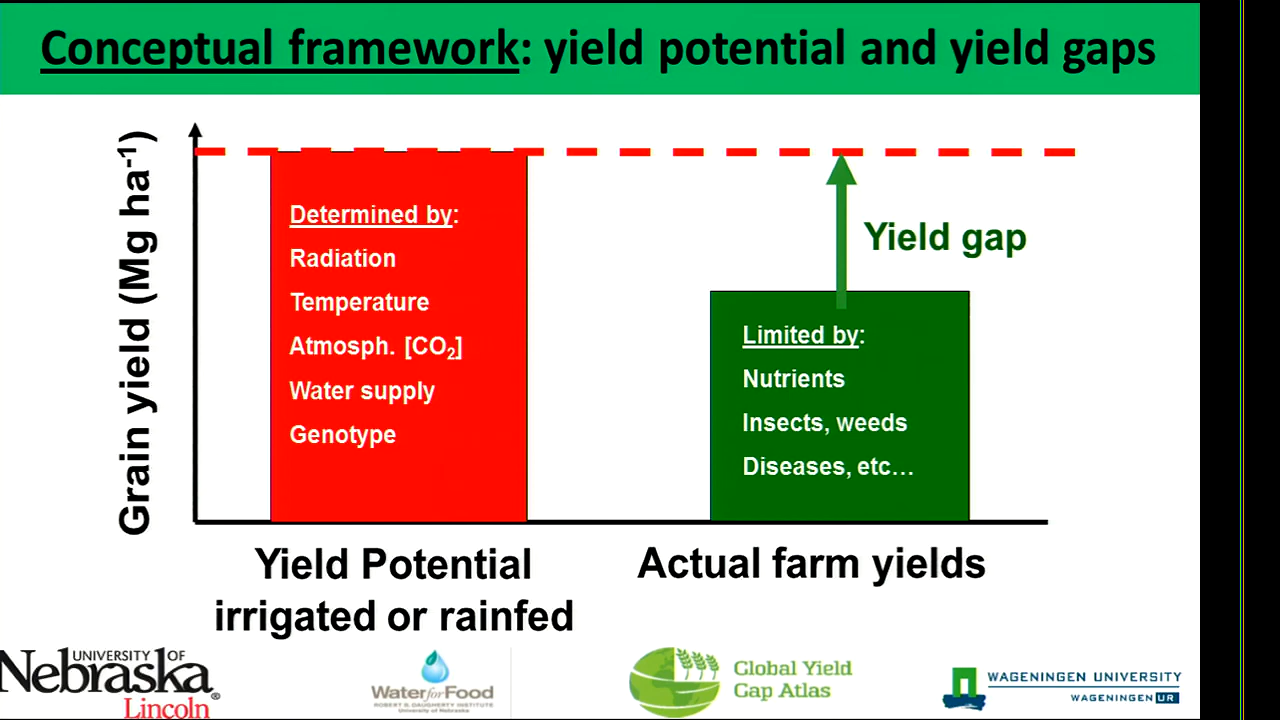 Conceptual framework: yield potential and yield gaps
Grain yield (Mg ha-1)
Determined by:
Radiation
Temperature
Atmosph. [CO2]
Water supply
Genotype
Yield gap
Limited by:
Nutrients
Insects, weeds
Diseases, etc...
Yield Potential
irrigated or rainfed
Actual farm yields
UNIVERSITY OF
Nebraska
Lincoln
Water for Food
ROBERT B. DAUGHERTY INSTITUTE
University of Nebraska
Global Yield
Gap Atlas
WAGENINGEN UNIVERSITY
WAGENINGEN UR